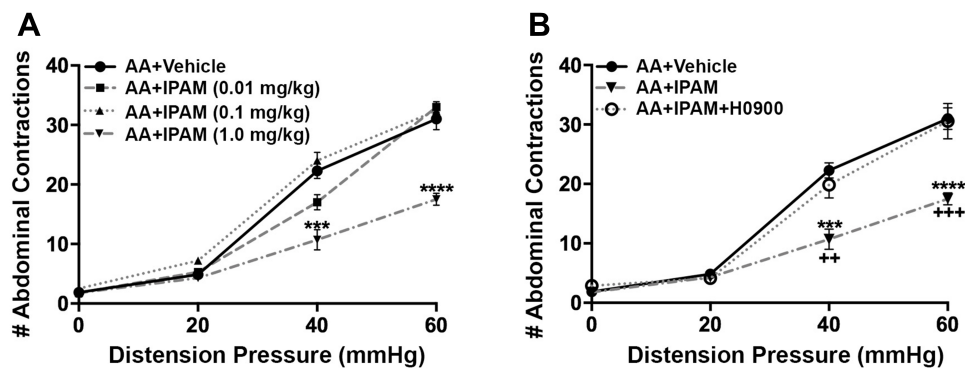 A
# Abdominal Contractions
40
30
20
10
0
AA+Vehicle
AA+IPAM (0.01 mg/kg)
AA+IPAM (0.1 mg/kg)
AA+IPAM (1.0 mg/kg)
***
****
0 20 40 60
Distension Pressure (mmHg)
B
# Abdominal Contractions
40
30
20
10
0
AA+Vehicle
AA+IPAM
AA+IPAM+H0900
***
++
****
+++
0 20 40 60
Distension Pressure (mmHg)